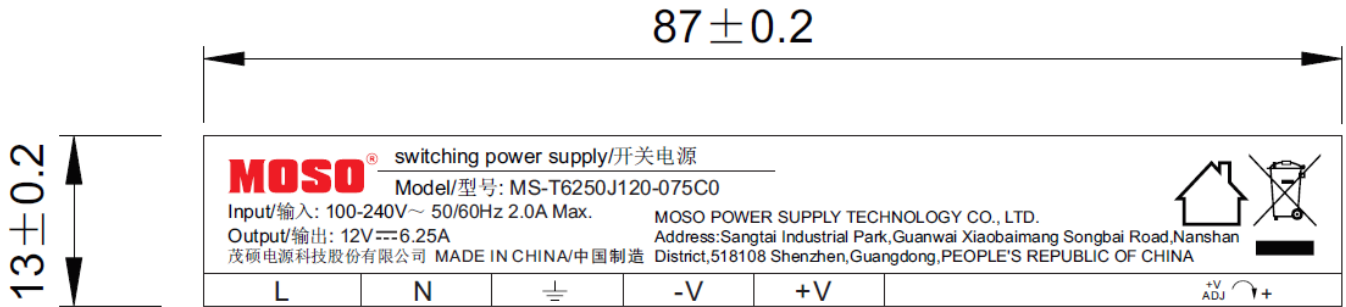 87±0.2
13±0.2
MOSO® switching power supply/开关电源
Model/型号: MS-T6250J120-075C0
Input/输入: 100-240V～ 50/60Hz 2.0A Max.
Output/输出: 12V⎓6.25A
茂硕电源科技股份有限公司 MADE IN CHINA/中国制造
MOSO POWER SUPPLY TECHNOLOGY CO., LTD.
Address:Sangtai Industrial Park,Guanwai Xiaobaimang Songbai Road,Nanshan
District,518108 Shenzhen,Guangdong,PEOPLE'S REPUBLIC OF CHINA
L N ⏚ -V +V +V ADJ +